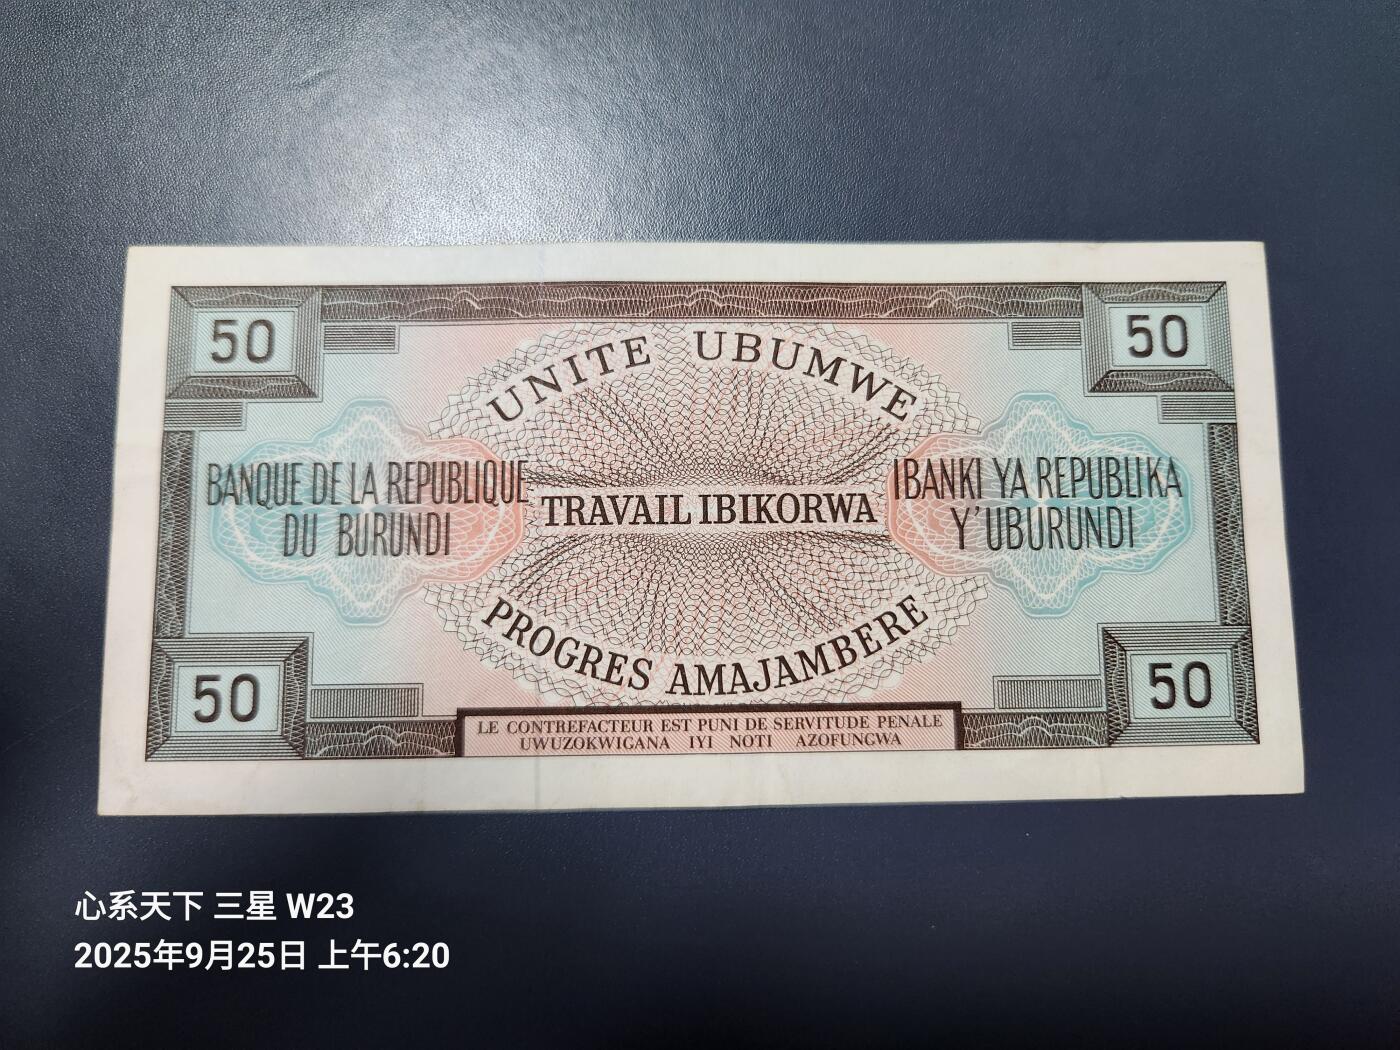 50
50
UNITE UBUMWE
BANQUE DE LA REPUBLIQUE
DU BURUNDI
TRAVAIL IBIKORWA
IBANKI YA REPUBLIKA
Y'UBURUNDI
PROGRES AMAJAMBERE
50
50
LE CONTREFACTEUR EST PUNI DE SERVITUDE PENALE
UWUZOKWIGANA IYI NOTI AZOFUNGWA
心系天下 三星 W23
2025年9月25日 上午6:20